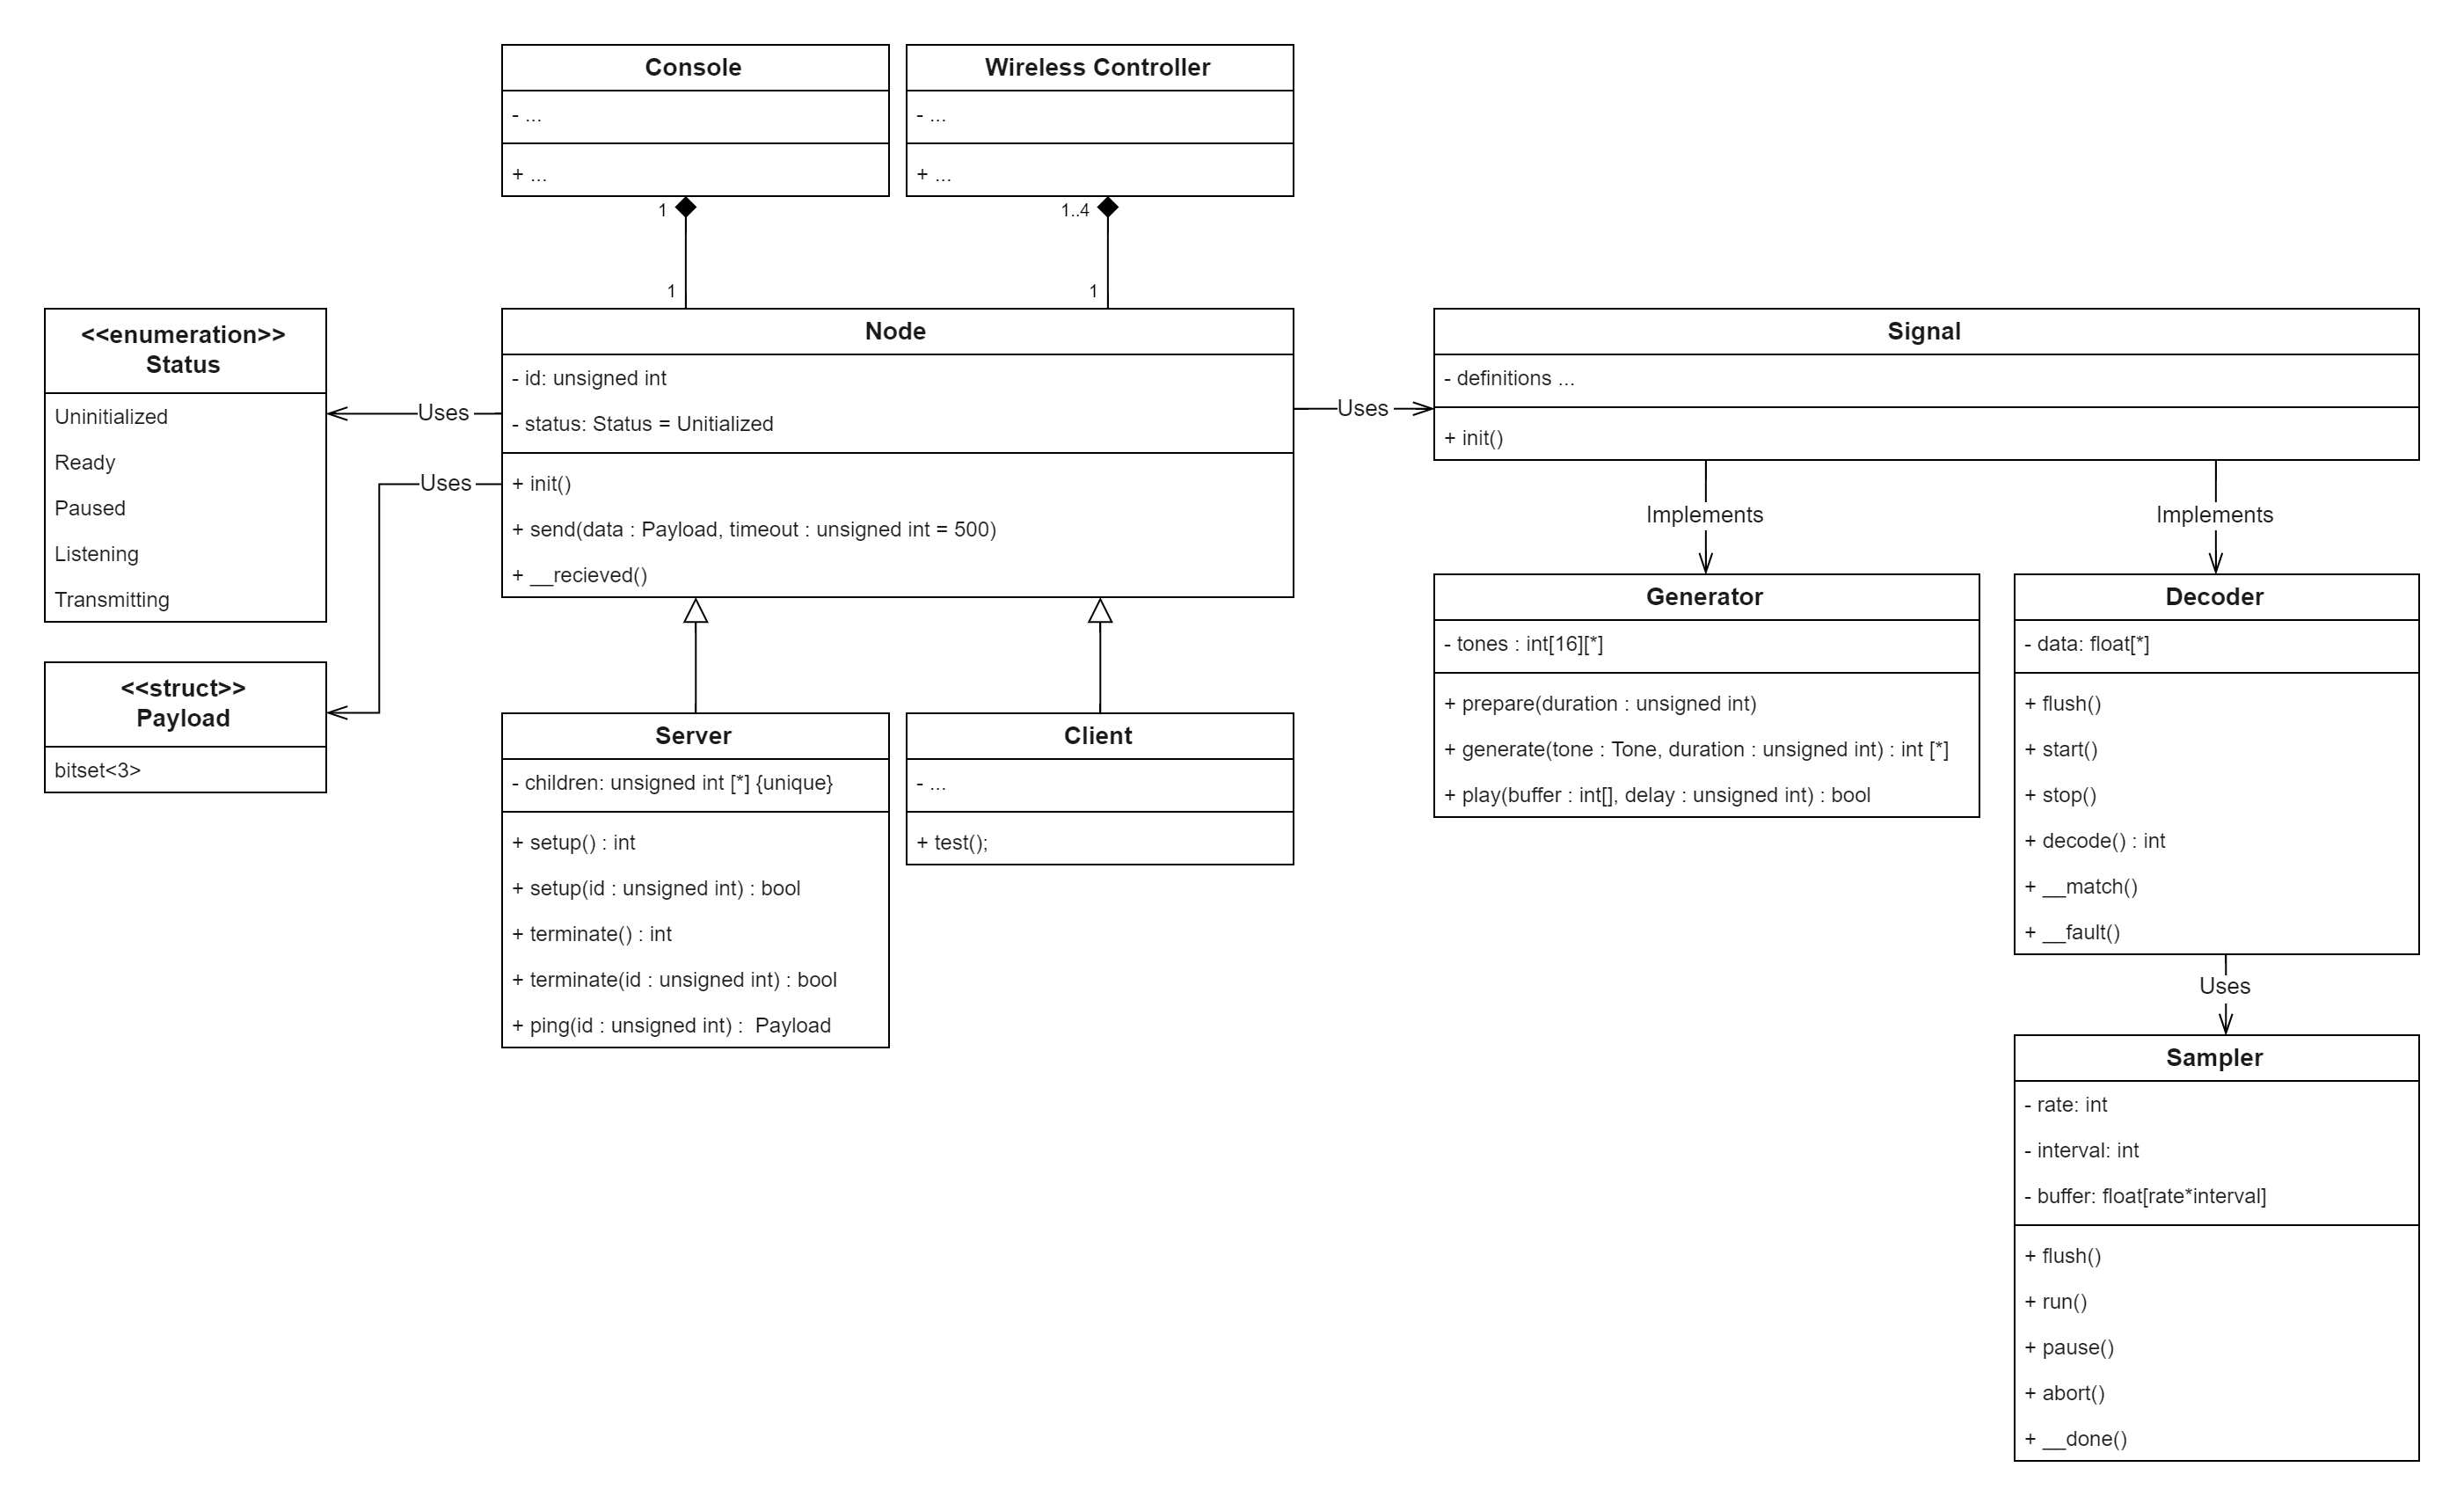 Console
- ...
+ ...
Wireless Controller
- ...
+ ...
1
1
1..4
1
<<enumeration>>
Status
Uninitialized
Ready
Paused
Listening
Transmitting
Uses
Uses
<<struct>>
Payload
bitset<3>
Node
- id: unsigned int
- status: Status = Unitialized
+ init()
+ send(data : Payload, timeout : unsigned int = 500)
+ __recieved()
Uses
Signal
- definitions ...
+ init()
Implements
Implements
Server
- children: unsigned int [*] {unique}
+ setup() : int
+ setup(id : unsigned int) : bool
+ terminate() : int
+ terminate(id : unsigned int) : bool
+ ping(id : unsigned int) :  Payload
Client
- ...
+ test();
Generator
- tones : int[16][*]
+ prepare(duration : unsigned int)
+ generate(tone : Tone, duration : unsigned int) : int [*]
+ play(buffer : int[], delay : unsigned int) : bool
Decoder
- data: float[*]
+ flush()
+ start()
+ stop()
+ decode() : int
+ __match()
+ __fault()
Uses
Sampler
- rate: int
- interval: int
- buffer: float[rate*interval]
+ flush()
+ run()
+ pause()
+ abort()
+ __done()